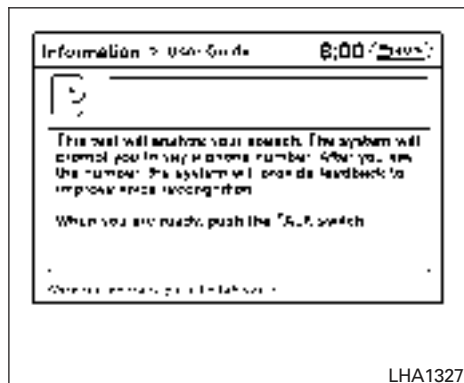 Information > User Guide 8:00
This test will analyze your speech. The system will
prompt you to say a phone number. After you say
the number, the system will provide feedback to
improve voice recognition.
When you are ready, push the TALK switch
LHA1327